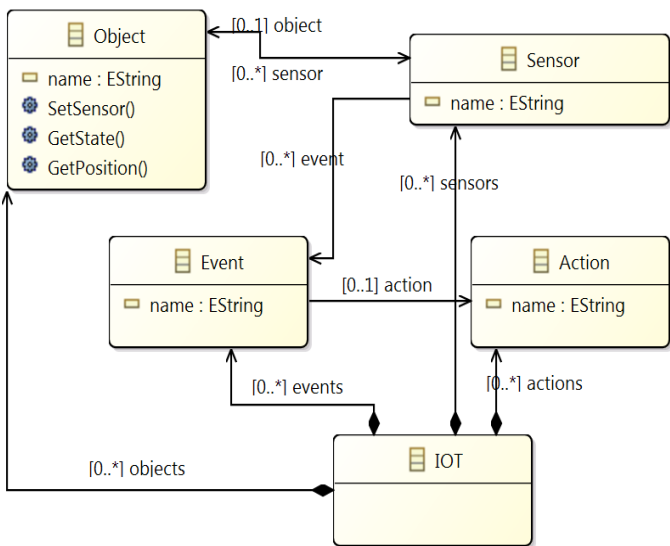 Object
name : EString
SetSensor()
GetState()
GetPosition()
[0..1] object
[0..*] sensor
Sensor
name : EString
[0..*] event
[0..*] sensors
Event
name : EString
[0..1] action
Action
name : EString
[0..*] events
[0..*] actions
[0..*] objects
IOT